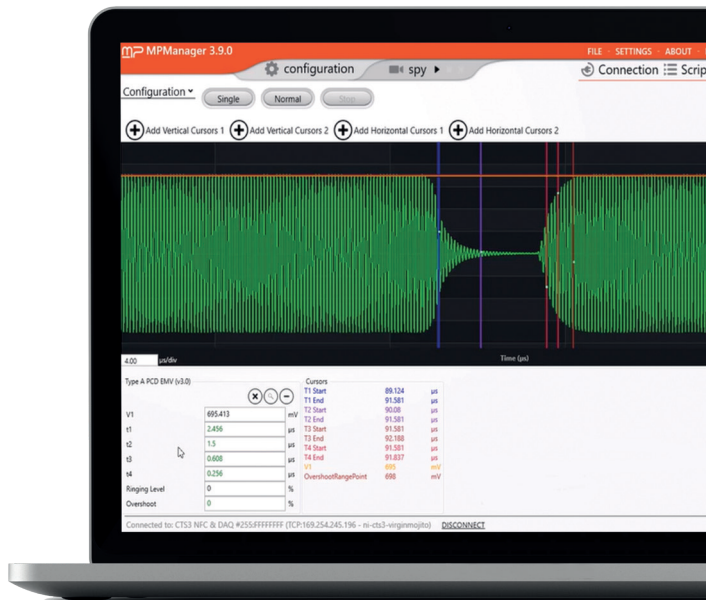 MP MPManager 3.9.0
FILE · SETTINGS · ABOUT ·
configuration spy
Connection Scrip
Configuration
Single Normal Stop
Add Vertical Cursors 1 Add Vertical Cursors 2 Add Horizontal Cursors 1 Add Horizontal Cursors 2
4.00 µs/div Time (µs)
Type A PCD EMV (v3.0)
V1 695.413 mV
t1 2.456 µs
t2 1.5 µs
t3 0.608 µs
t4 0.256 µs
Ringing Level 0 %
Overshoot 0 %
Cursors
T1 Start 89.124 µs
T1 End 91.581 µs
T2 Start 90.08 µs
T2 End 91.581 µs
T3 Start 91.581 µs
T3 End 92.188 µs
T4 Start 91.581 µs
T4 End 91.837 µs
V1 695 mV
OvershootRangePoint 698 mV
Connected to: CTS3 NFC & DAQ #255:FFFFFFFF (TCP:169.254.245.196 - ni-cts3-virginmojito) DISCONNECT